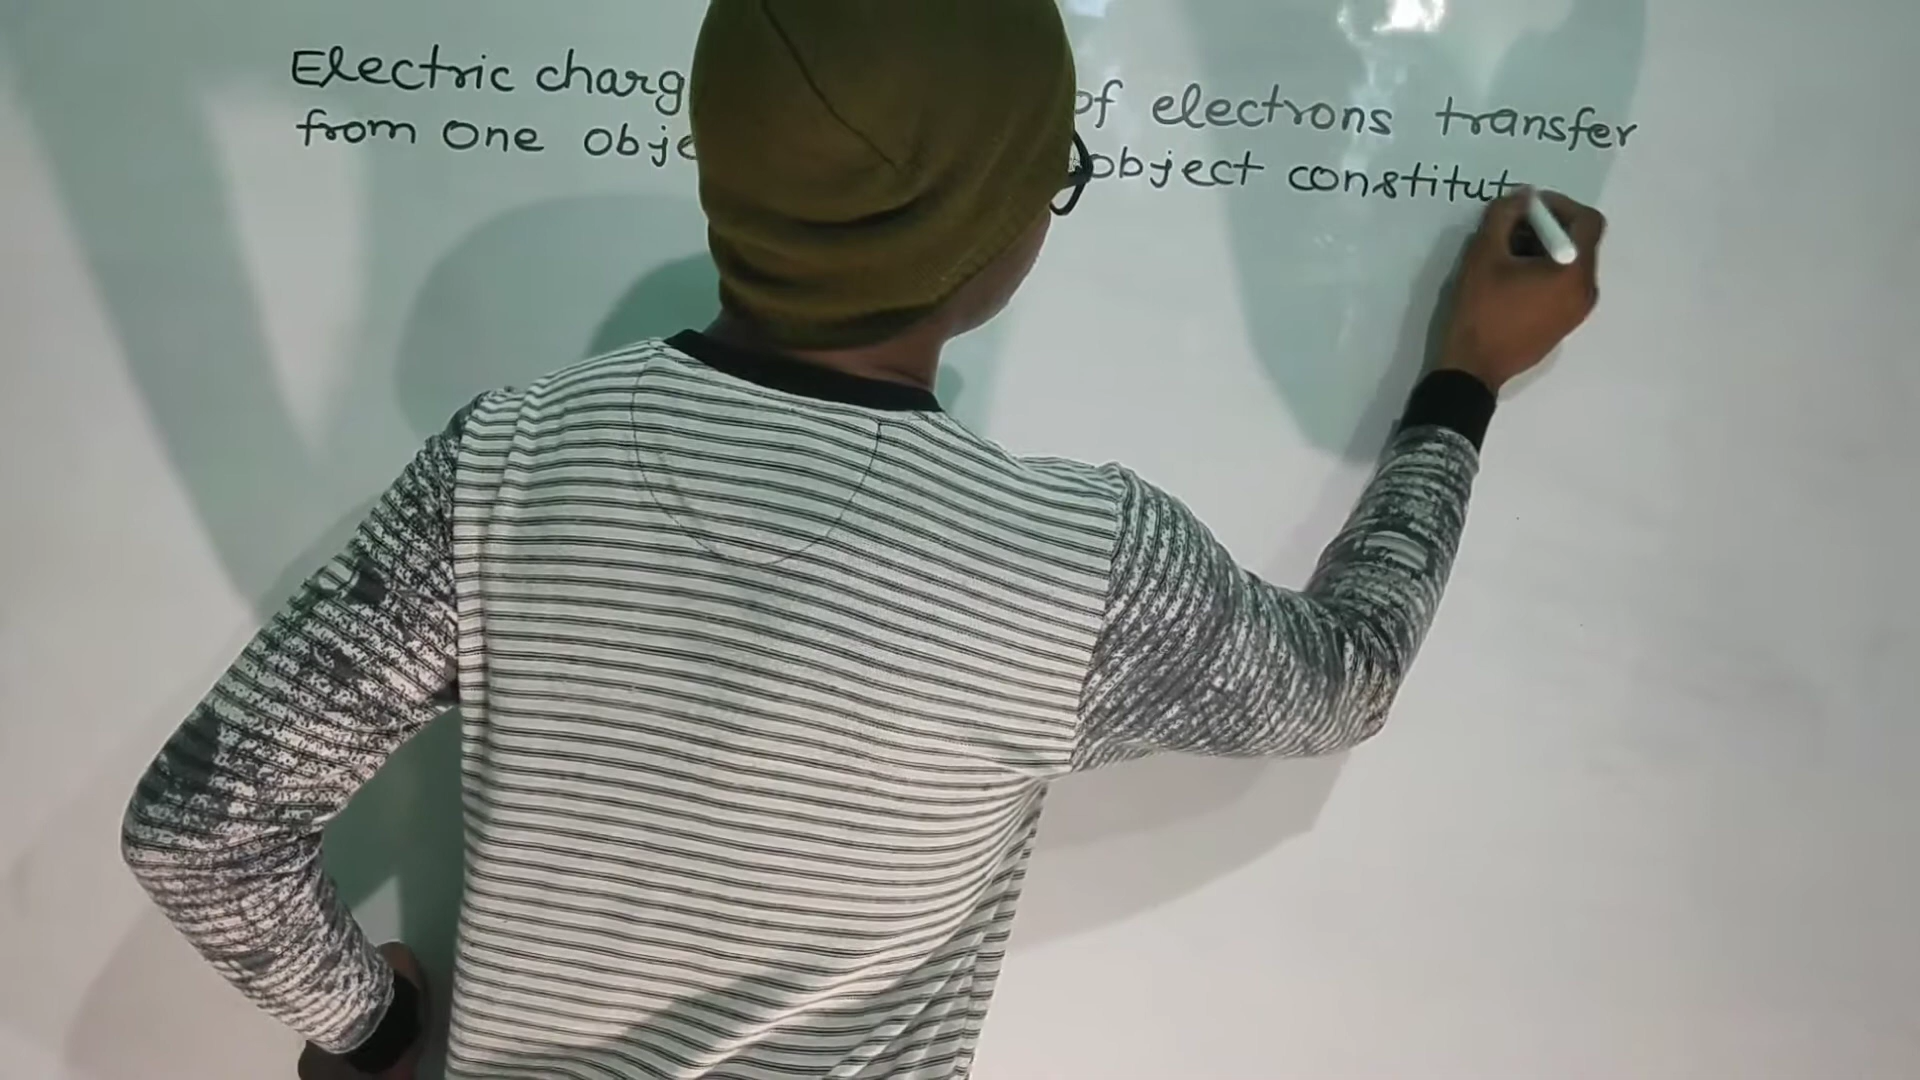 Electric charg of electrons transfer
from one obje object constitut